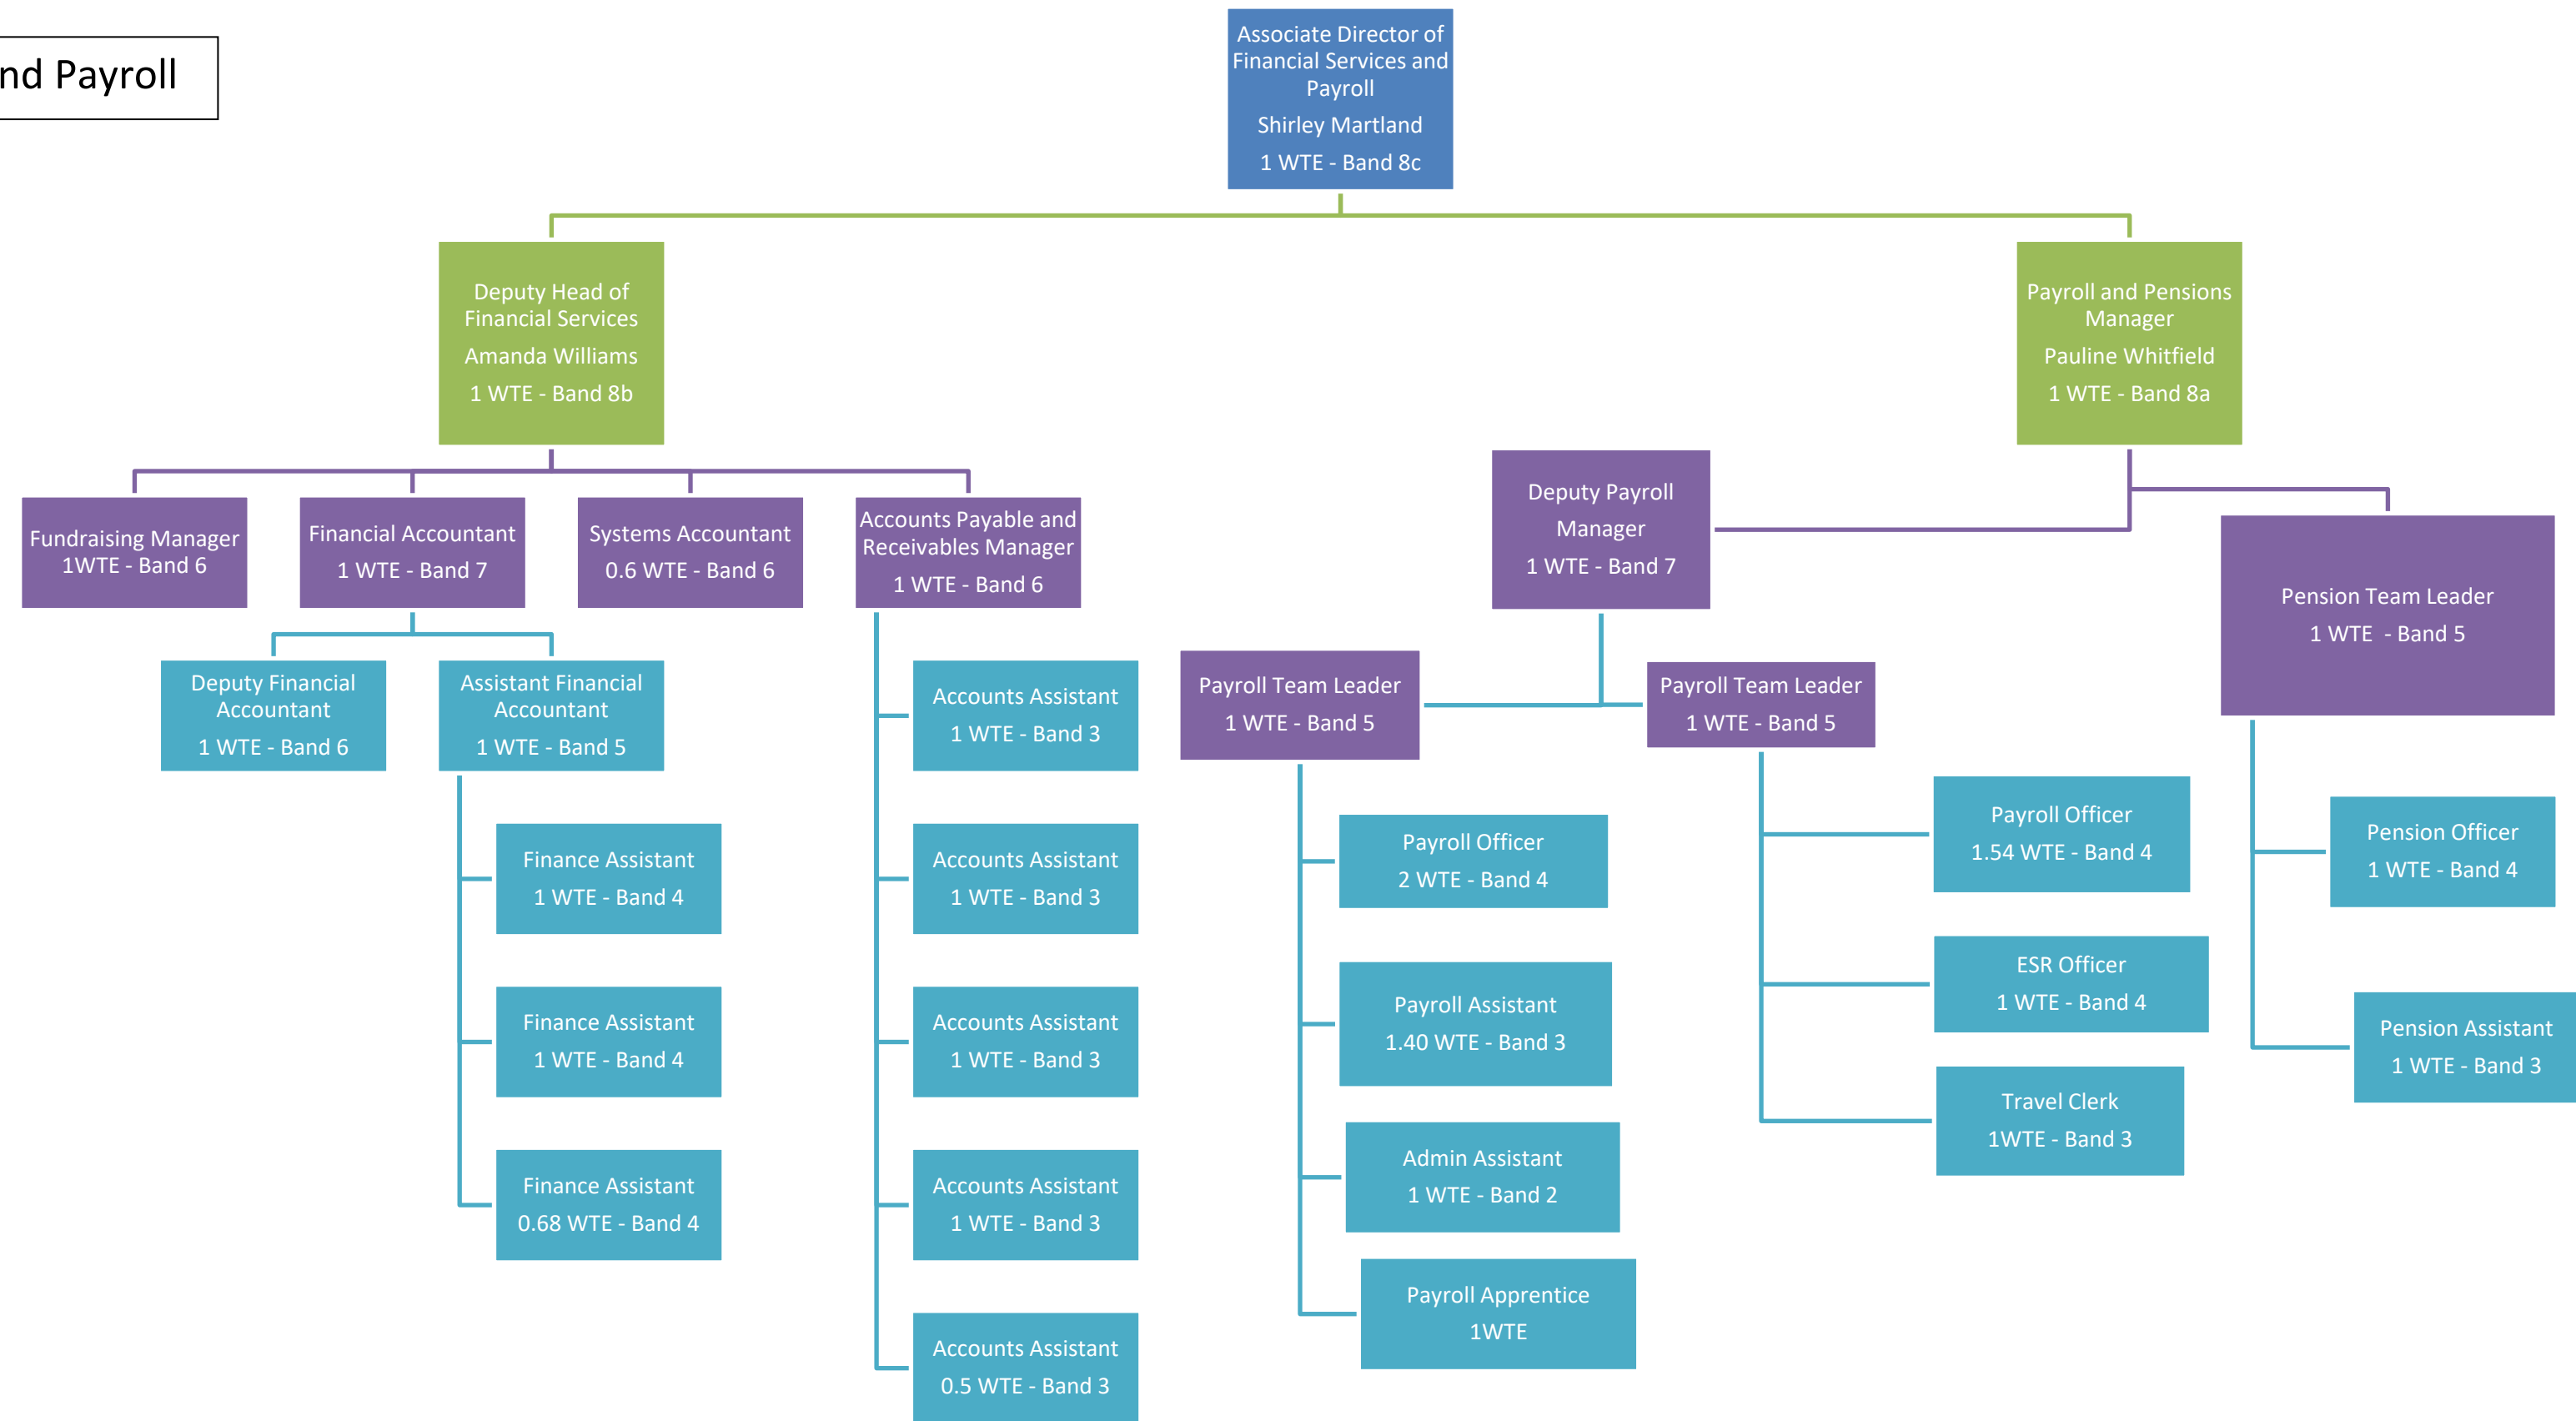 nd Payroll
Associate Director of
Financial Services and
Payroll
Shirley Martland
1 WTE - Band 8c
Deputy Head of
Financial Services
Amanda Williams
1 WTE - Band 8b
Payroll and Pensions
Manager
Pauline Whitfield
1 WTE - Band 8a
Fundraising Manager
1WTE - Band 6
Financial Accountant
1 WTE - Band 7
Systems Accountant
0.6 WTE - Band 6
Accounts Payable and
Receivables Manager
1 WTE - Band 6
Deputy Payroll
Manager
1 WTE - Band 7
Pension Team Leader
1 WTE  - Band 5
Deputy Financial
Accountant
1 WTE - Band 6
Assistant Financial
Accountant
1 WTE - Band 5
Finance Assistant
1 WTE - Band 4
Finance Assistant
1 WTE - Band 4
Finance Assistant
0.68 WTE - Band 4
Accounts Assistant
1 WTE - Band 3
Accounts Assistant
1 WTE - Band 3
Accounts Assistant
1 WTE - Band 3
Accounts Assistant
1 WTE - Band 3
Accounts Assistant
0.5 WTE - Band 3
Payroll Team Leader
1 WTE - Band 5
Payroll Officer
2 WTE - Band 4
Payroll Assistant
1.40 WTE - Band 3
Admin Assistant
1 WTE - Band 2
Payroll Apprentice
1WTE
Payroll Team Leader
1 WTE - Band 5
Payroll Officer
1.54 WTE - Band 4
ESR Officer
1 WTE - Band 4
Travel Clerk
1WTE - Band 3
Pension Officer
1 WTE - Band 4
Pension Assistant
1 WTE - Band 3